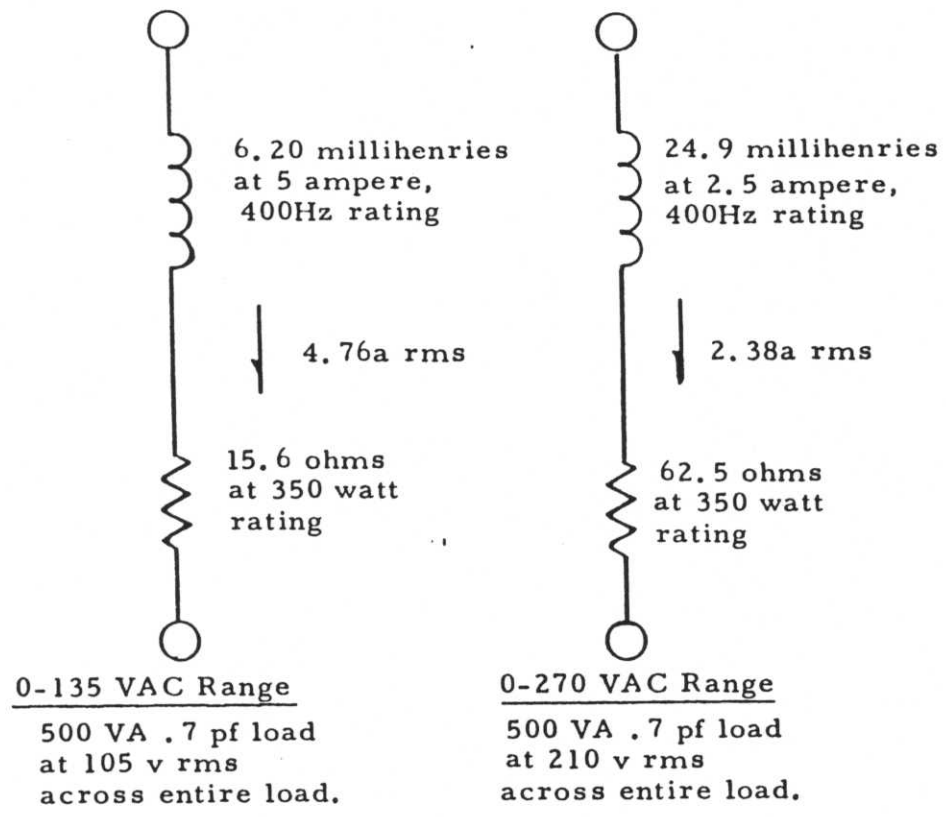 6.20 millihenries
at 5 ampere,
400Hz rating
4.76a rms
15.6 ohms
at 350 watt
rating
0-135 VAC Range
500 VA .7 pf load
at 105 v rms
across entire load.
24.9 millihenries
at 2.5 ampere,
400Hz rating
2.38a rms
62.5 ohms
at 350 watt
rating
0-270 VAC Range
500 VA .7 pf load
at 210 v rms
across entire load.